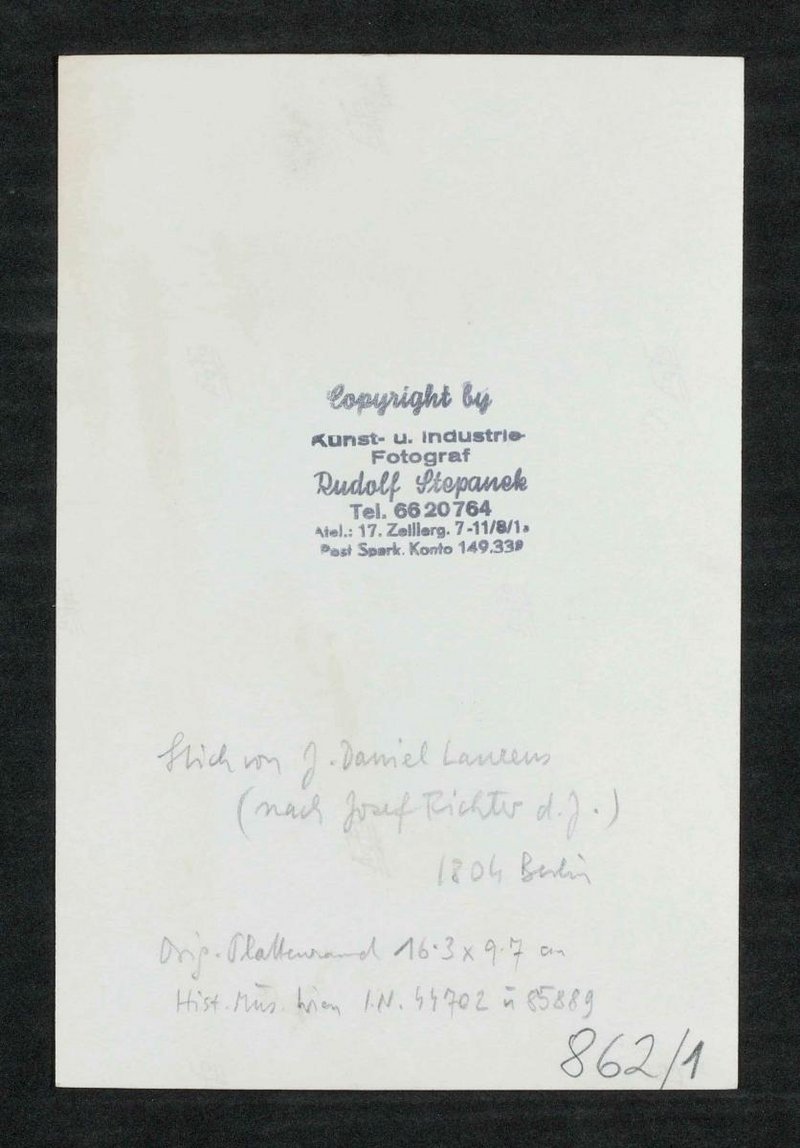 Copyright by
Kunst- u. Industrie-
Fotograf
Rudolf Stepanek
Tel. 66 20 764
Atel.: 17. Zeillerg. 7-11/8/1a
Post Spark. Konto 149.339
Stich von J. Daniel Laurens
(nach Josef Richter d. J.)
1804 Berlin
Orig. Plattenrand 16·3 x 9·7 cm
Hist. Mus. Wien I.N. 44702 u 85889
862/1